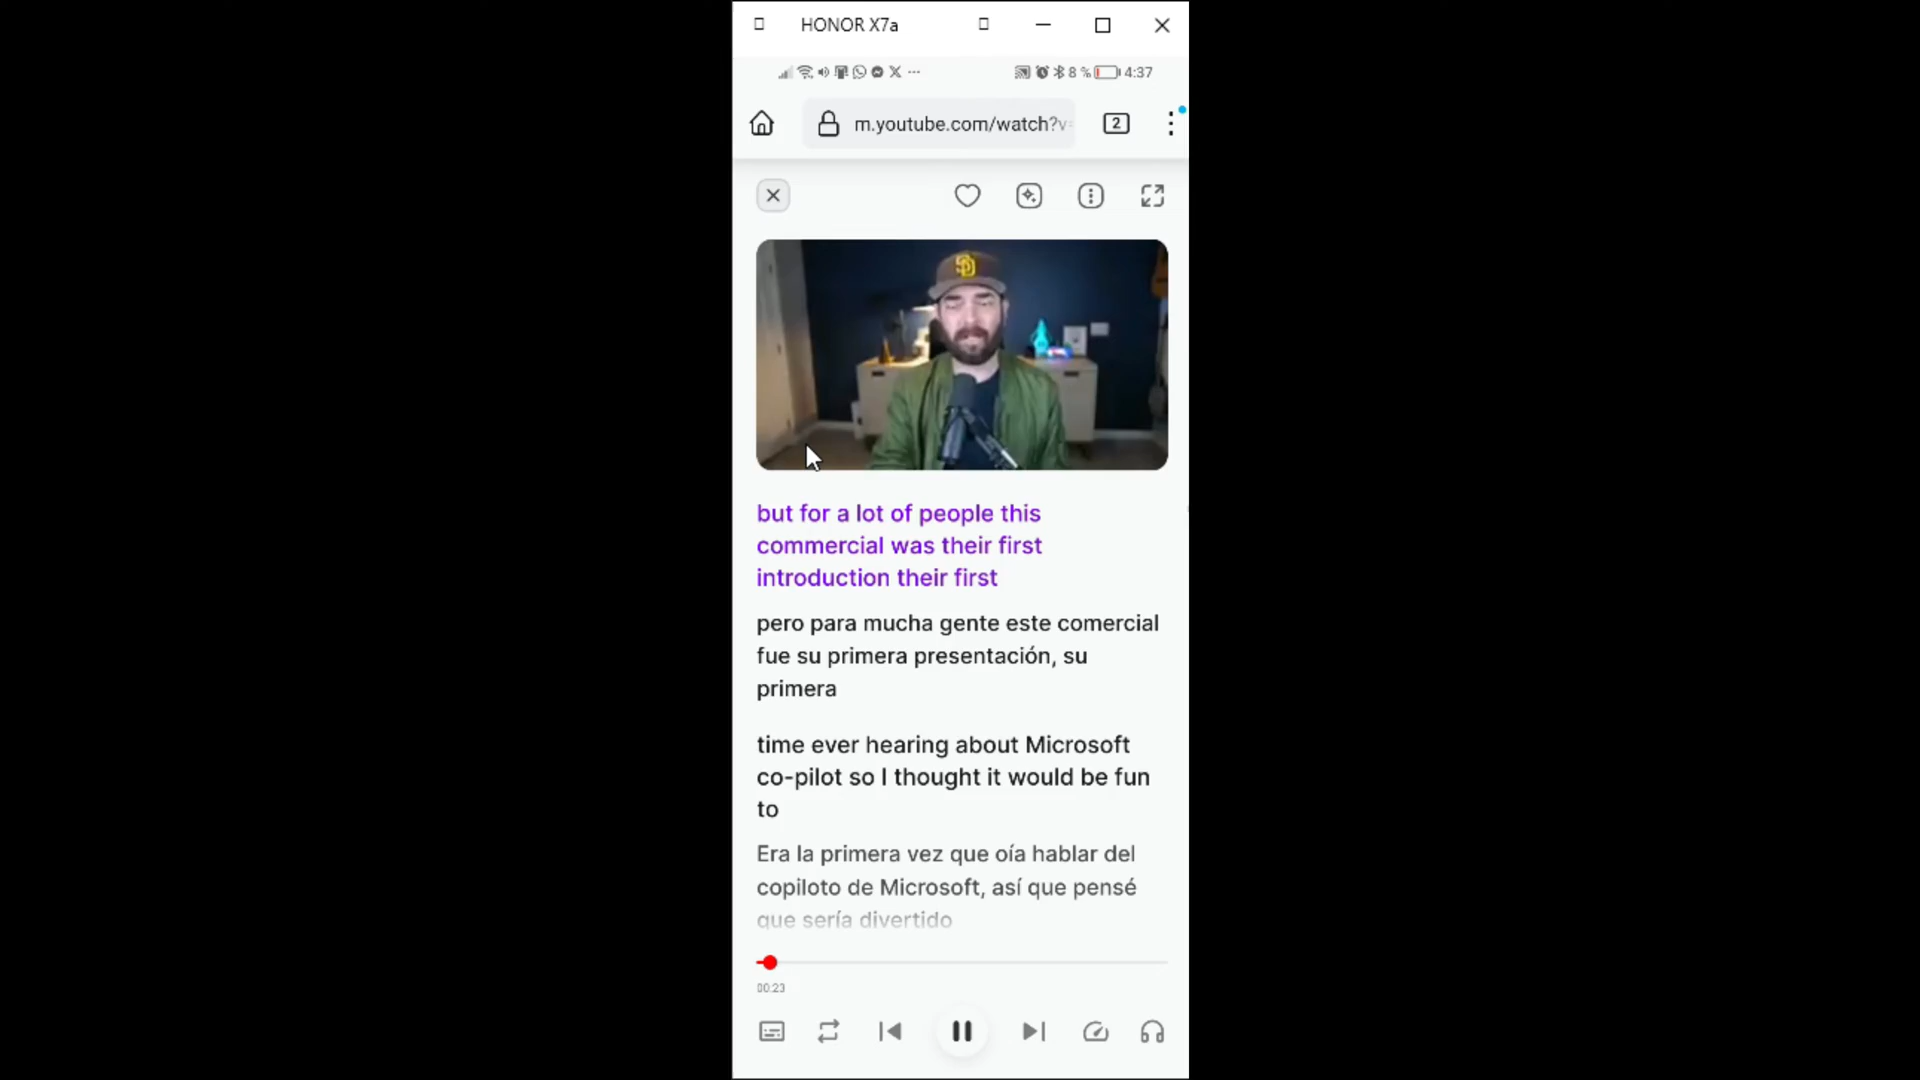 HONOR X7a
8 % 4:37
m.youtube.com/watch?v= 2
SD
but for a lot of people this
commercial was their first
introduction their first
pero para mucha gente este comercial
fue su primera presentación, su
primera
time ever hearing about Microsoft
co-pilot so I thought it would be fun
to
Era la primera vez que oía hablar del
copiloto de Microsoft, así que pensé
que sería divertido
00:23